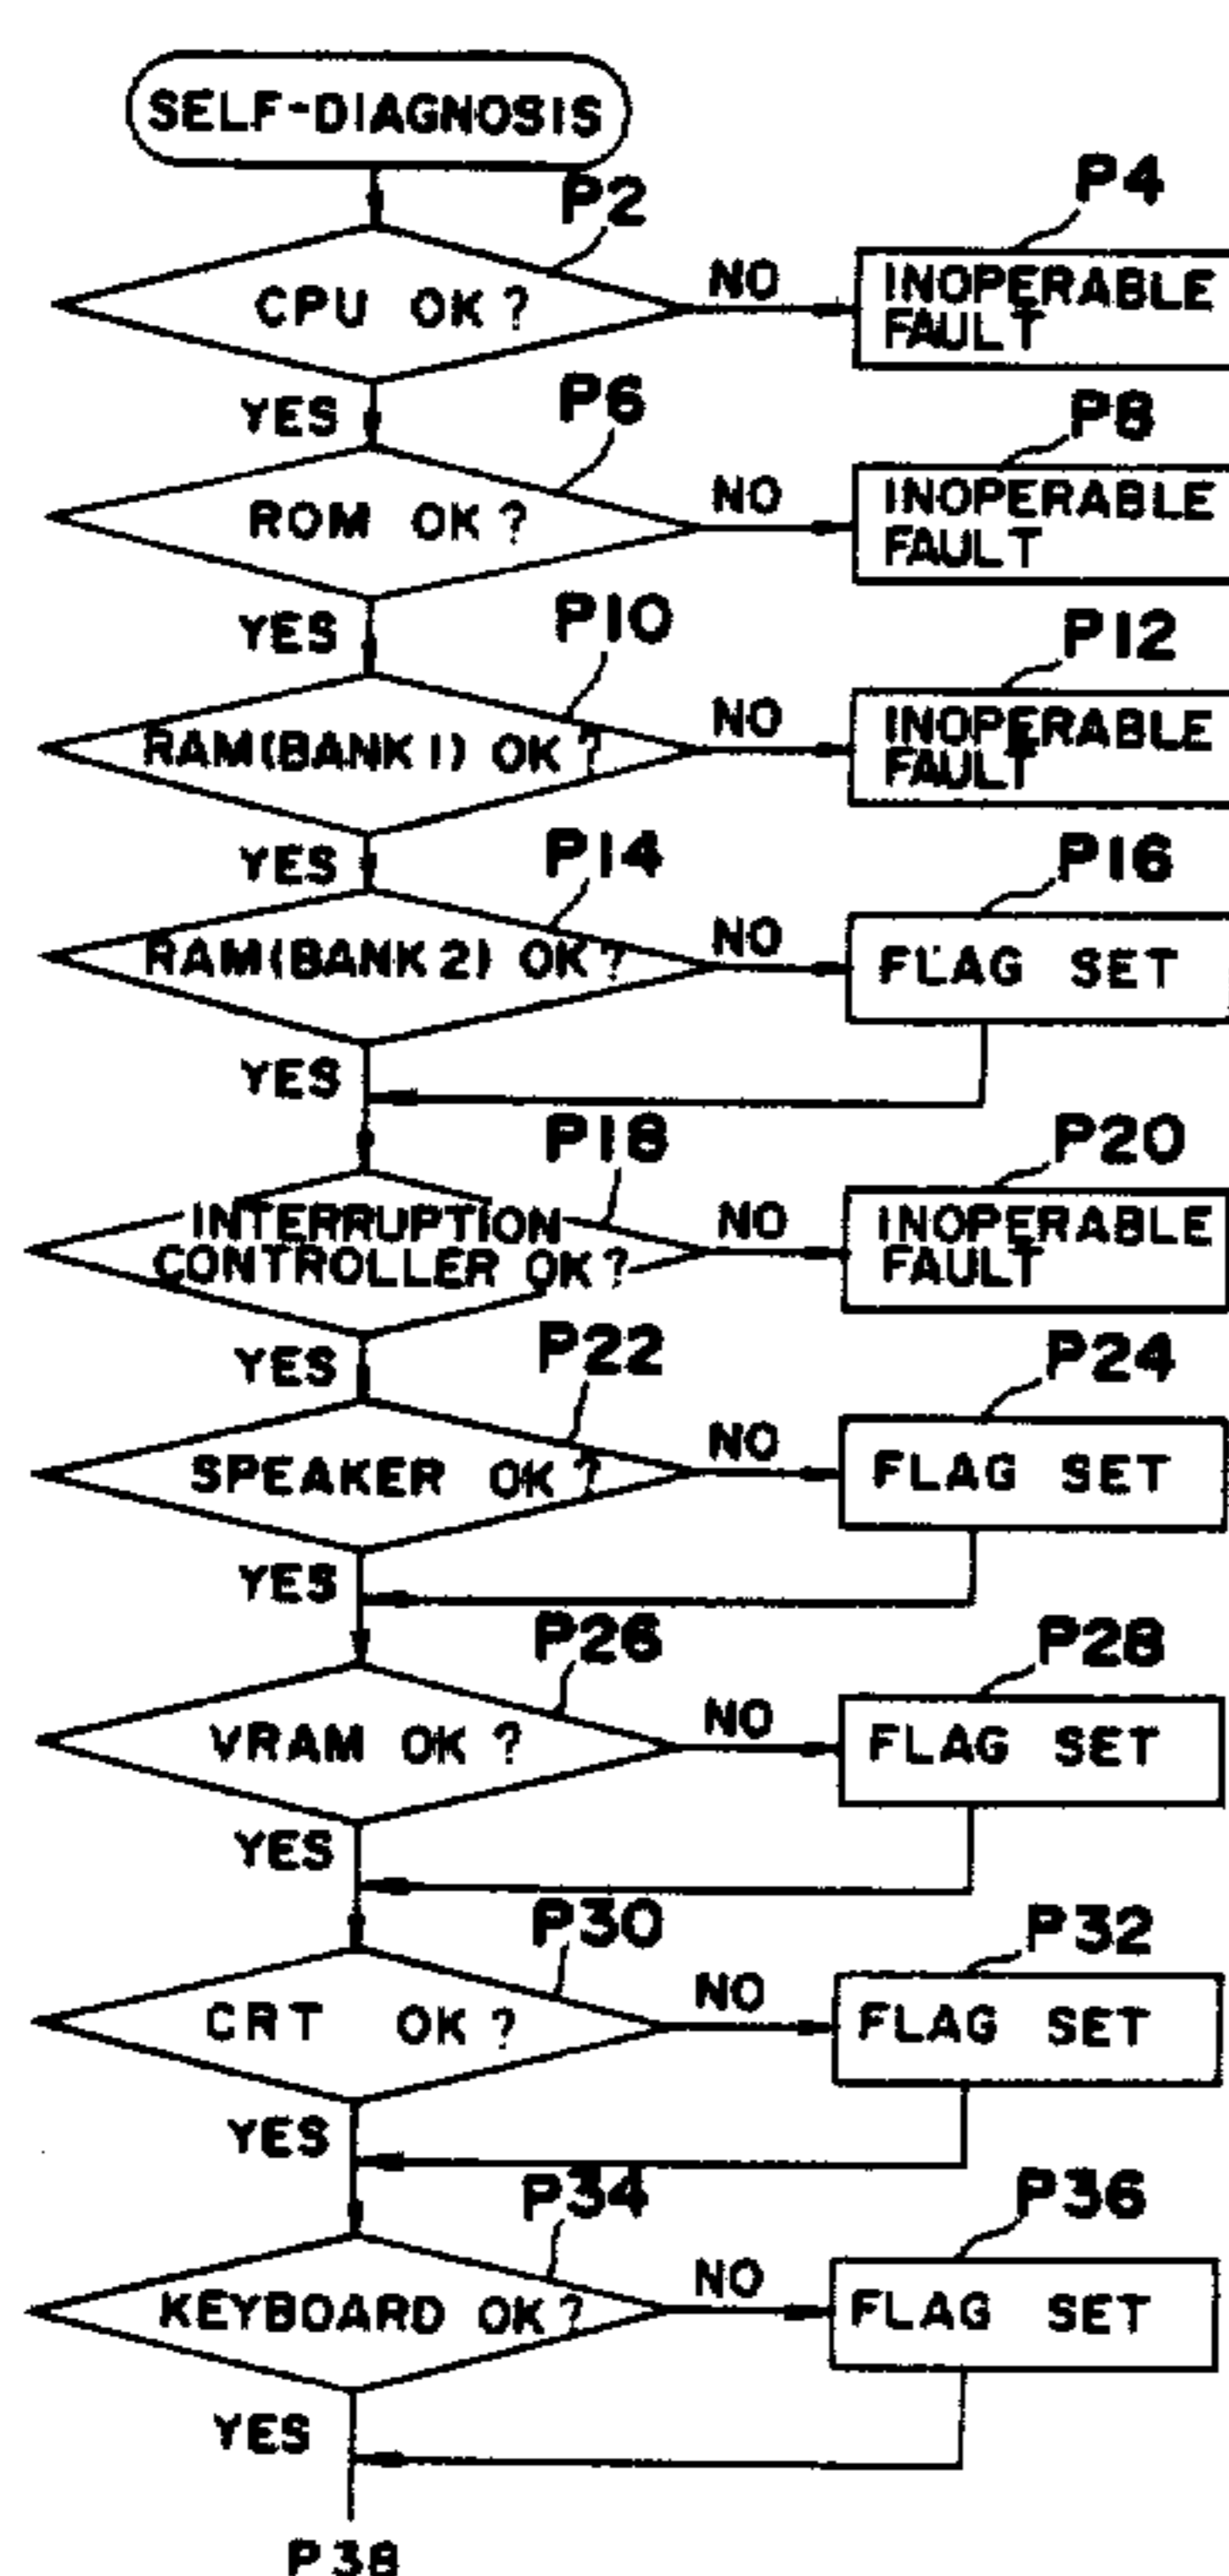 SELF-DIAGNOSIS
P2
P4
CPU OK ?
NO
INOPERABLE
FAULT
YES
P6
P8
ROM OK ?
NO
INOPERABLE
FAULT
YES
P10
P12
RAM(BANK 1) OK ?
NO
INOPERABLE
FAULT
YES
P14
P16
RAM(BANK 2) OK ?
NO
FLAG SET
YES
P18
P20
INTERRUPTION
CONTROLLER OK ?
NO
INOPERABLE
FAULT
YES
P22
P24
SPEAKER OK ?
NO
FLAG SET
YES
P26
P28
VRAM OK ?
NO
FLAG SET
YES
P30
P32
CRT OK ?
NO
FLAG SET
YES
P34
P36
KEYBOARD OK ?
NO
FLAG SET
YES
P38